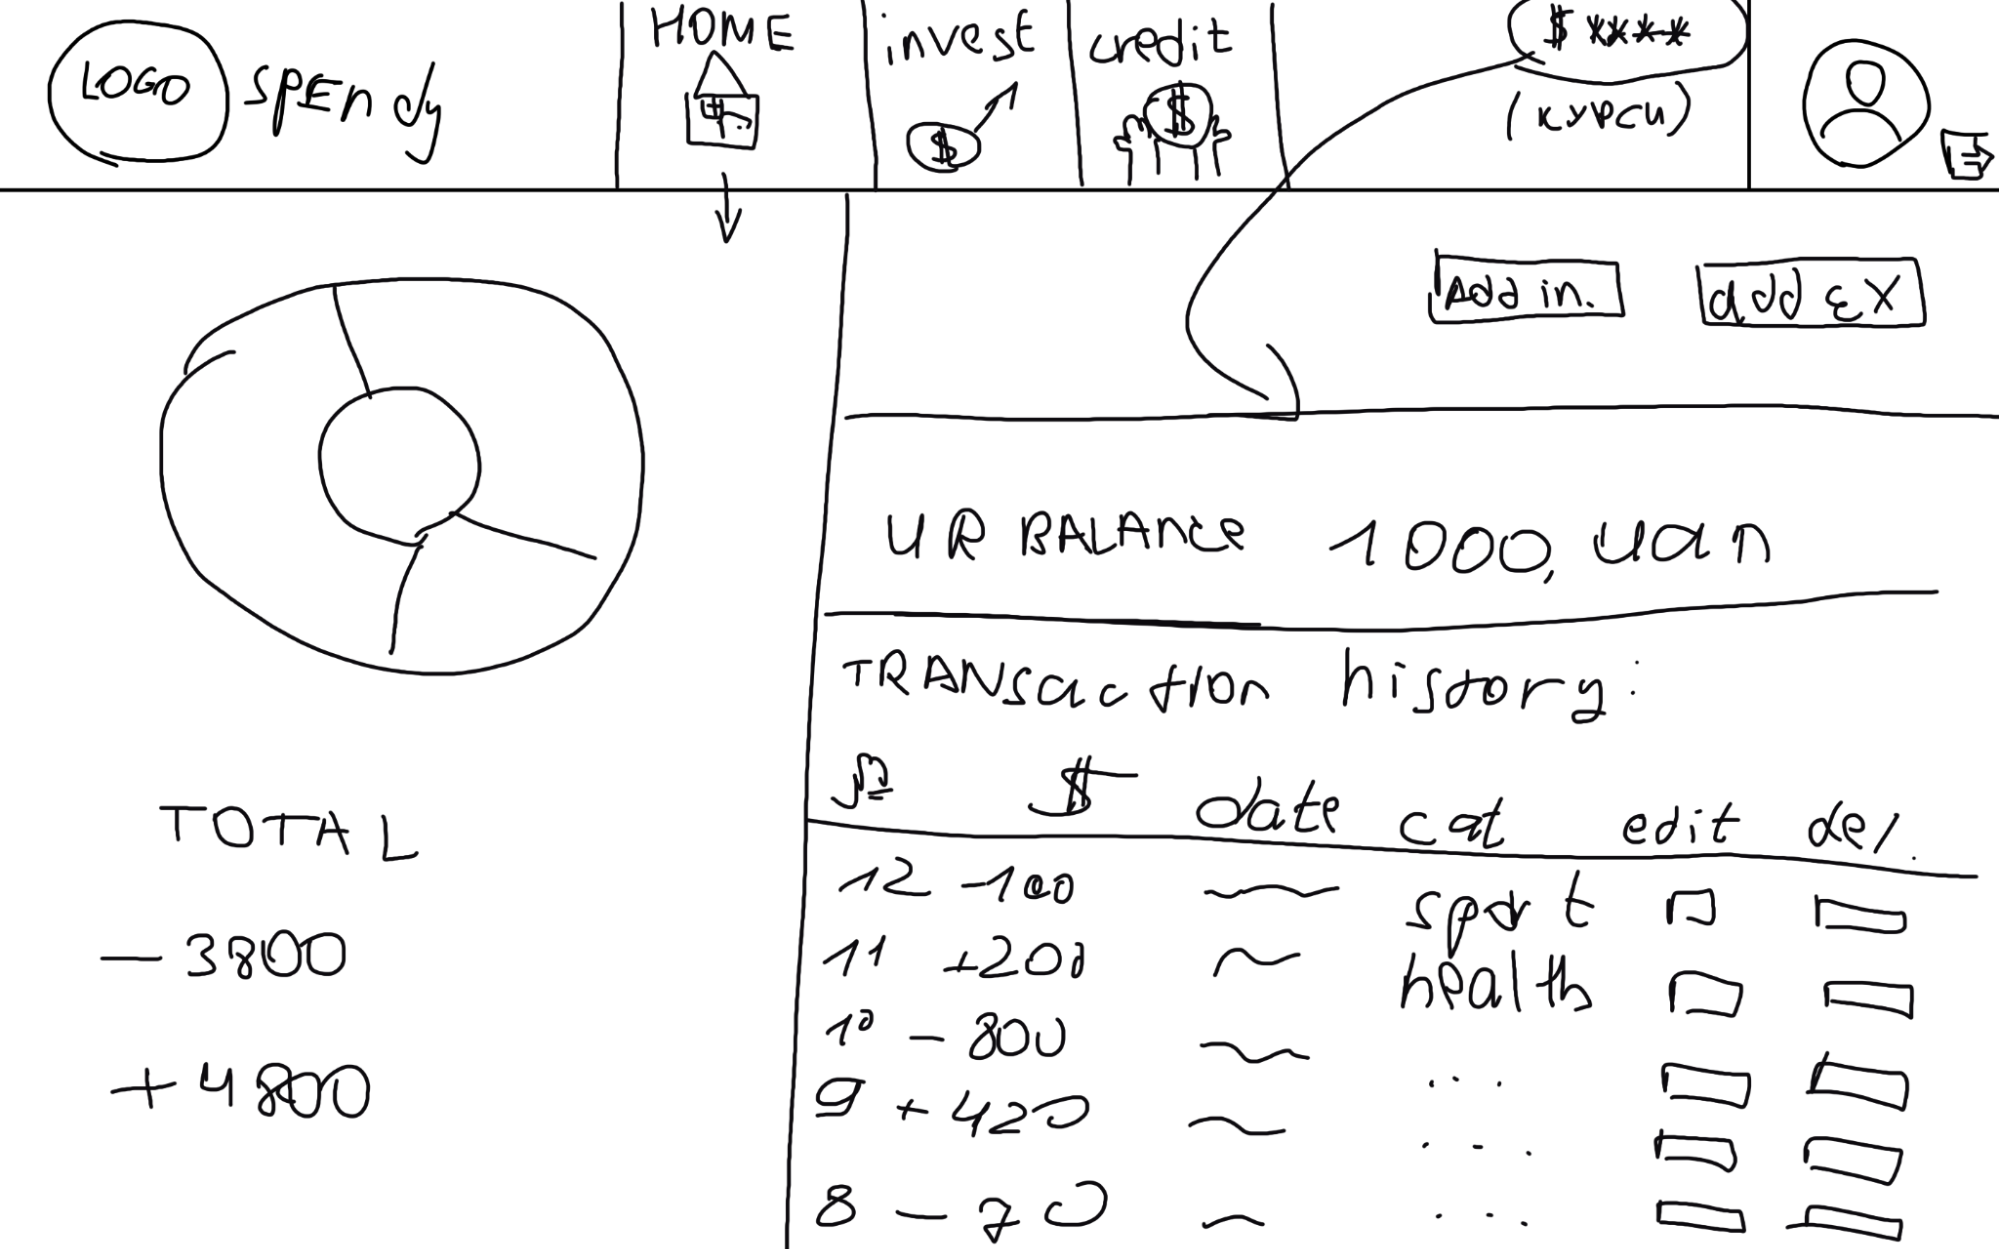 LOGO spendy
HOME
invest
$
credit
$
$ ****
(курси)
Add in.
add EX
UR BALANCE 1000, uan
TRANSaction history:
№ $ date cat edit del.
12 -100 sport
11 +200 health
10 - 800 ...
9 + 420 ...
8 - 70 ...
TOTAL
- 3800
+ 4800